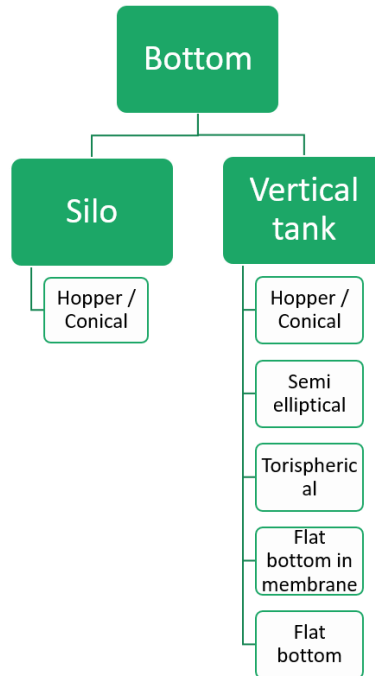 Bottom
Silo
Vertical
tank
Hopper /
Conical
Hopper /
Conical
Semi
elliptical
Torispheric
al
Flat
bottom in
membrane
Flat
bottom